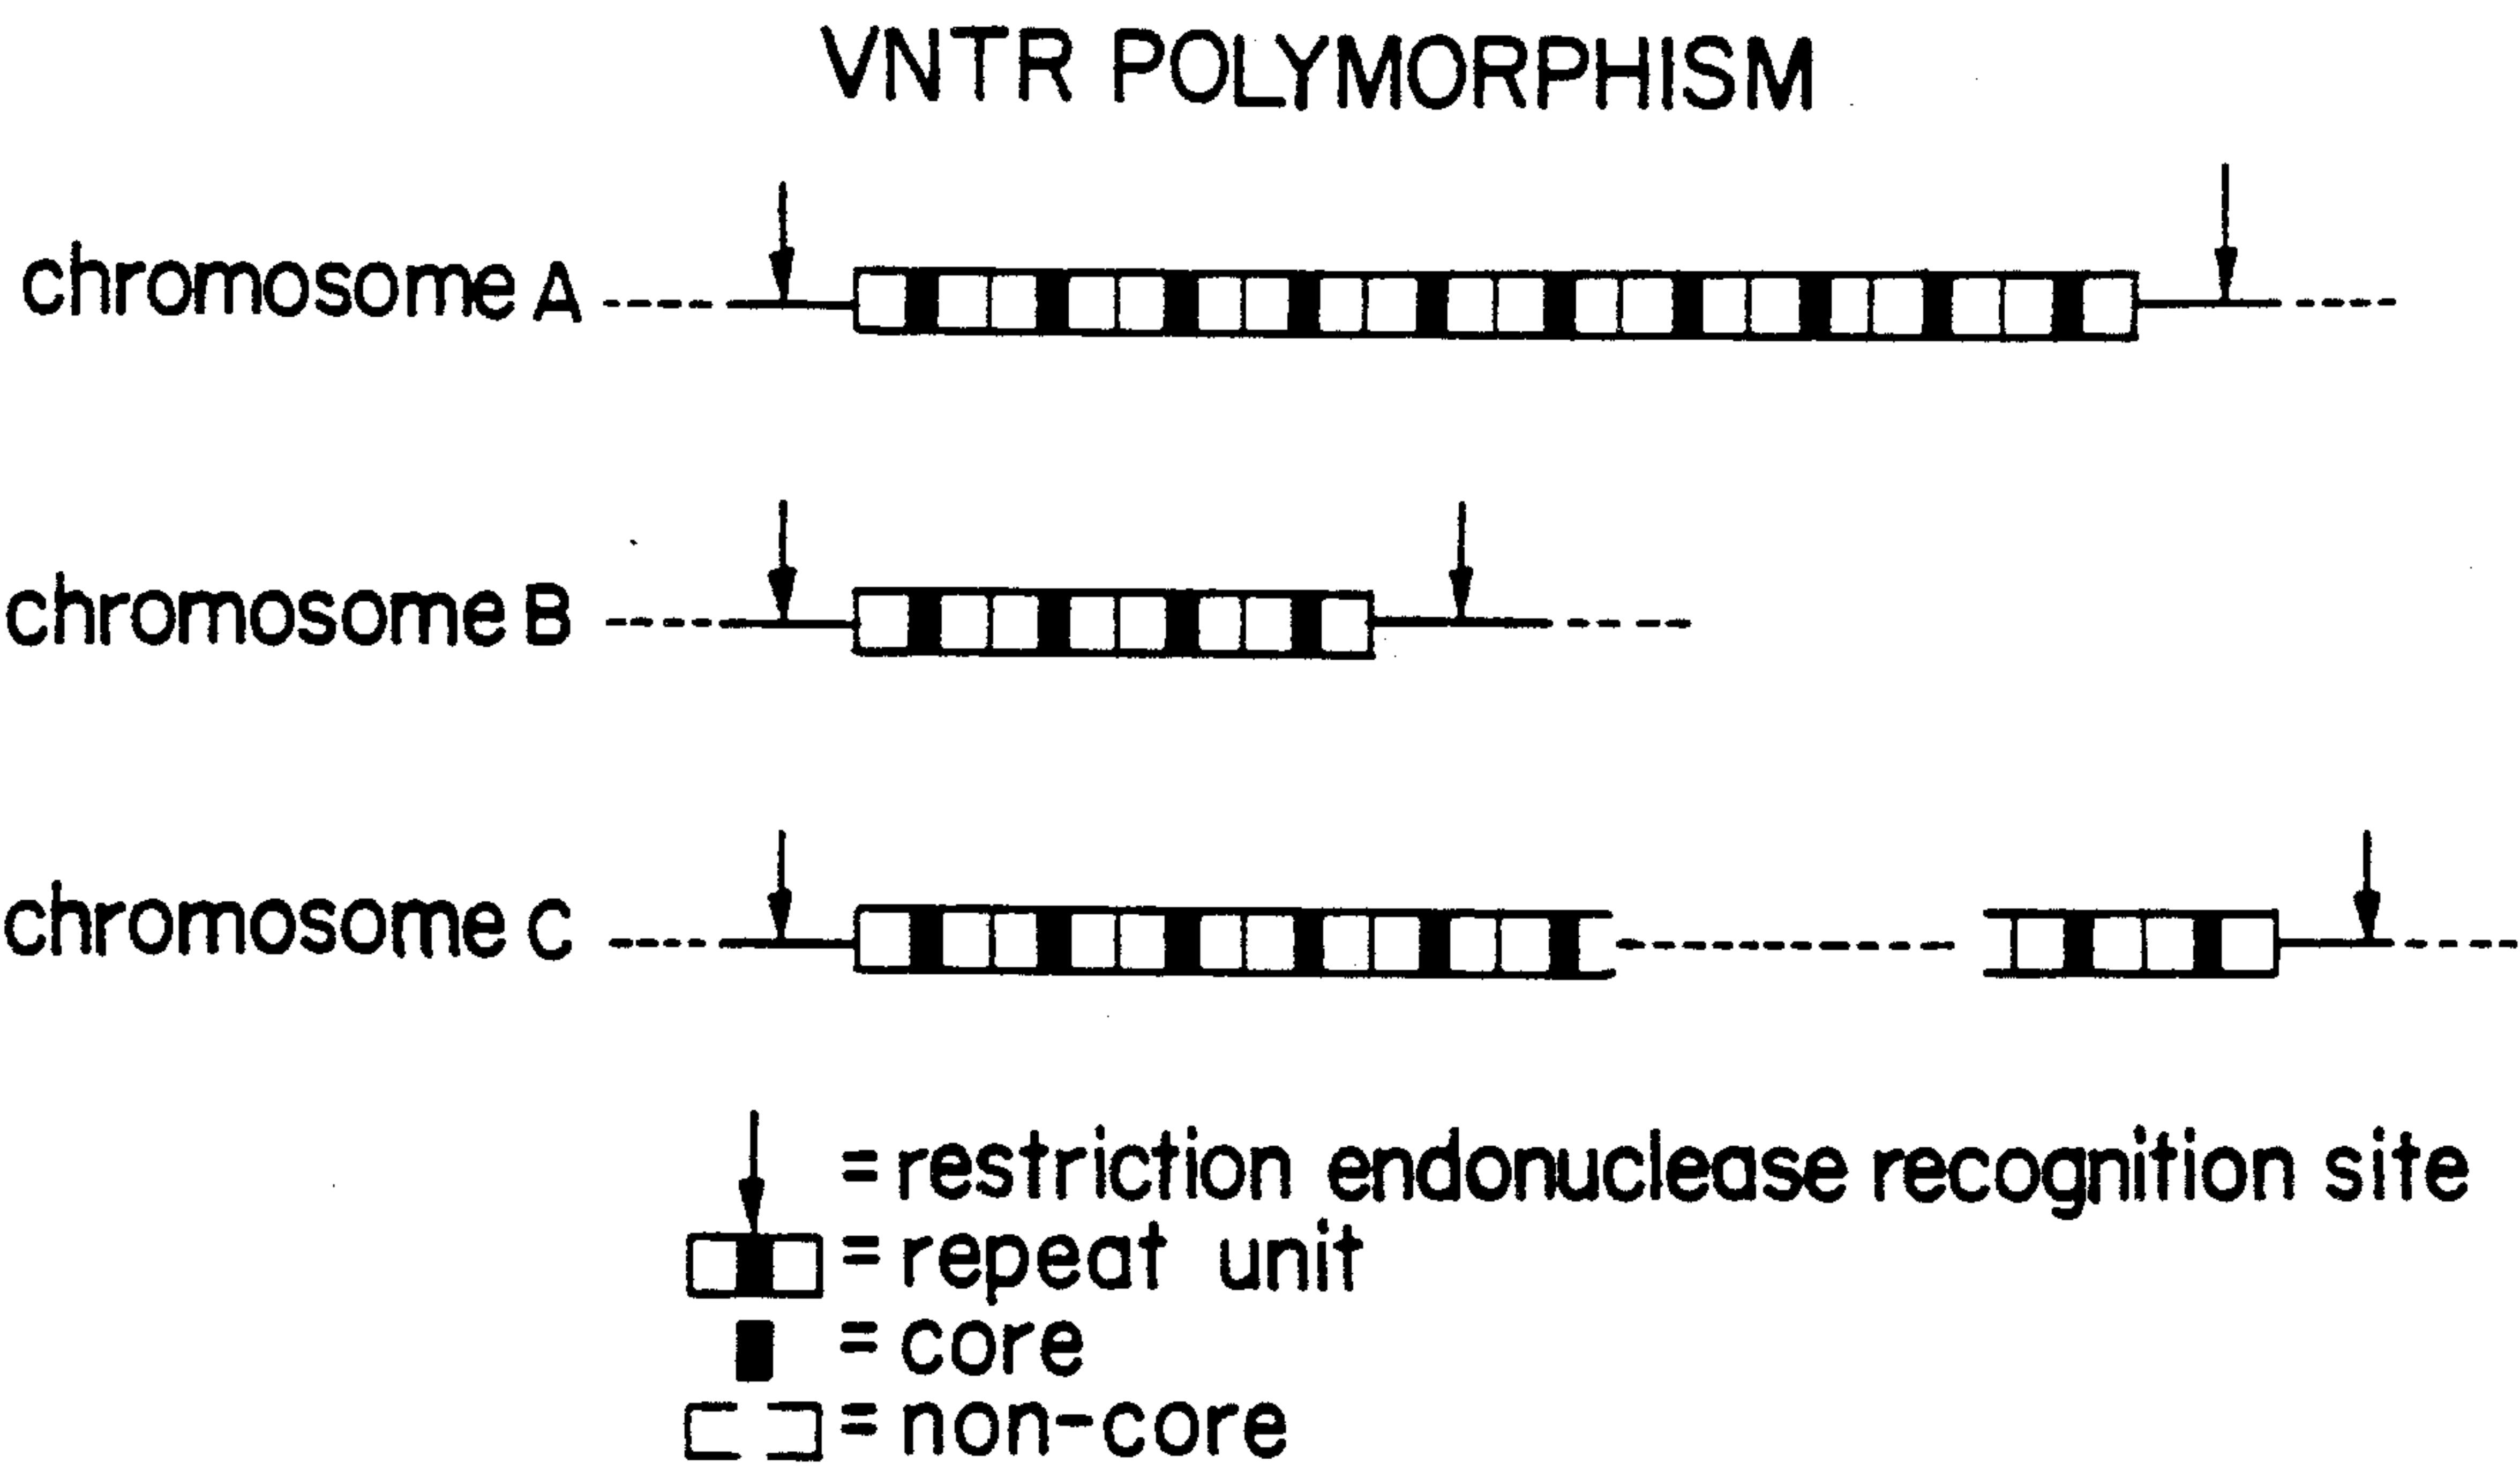 VNTR POLYMORPHISM
chromosome A
chromosome B
chromosome C
= restriction endonuclease recognition site
= repeat unit
= core
= non-core